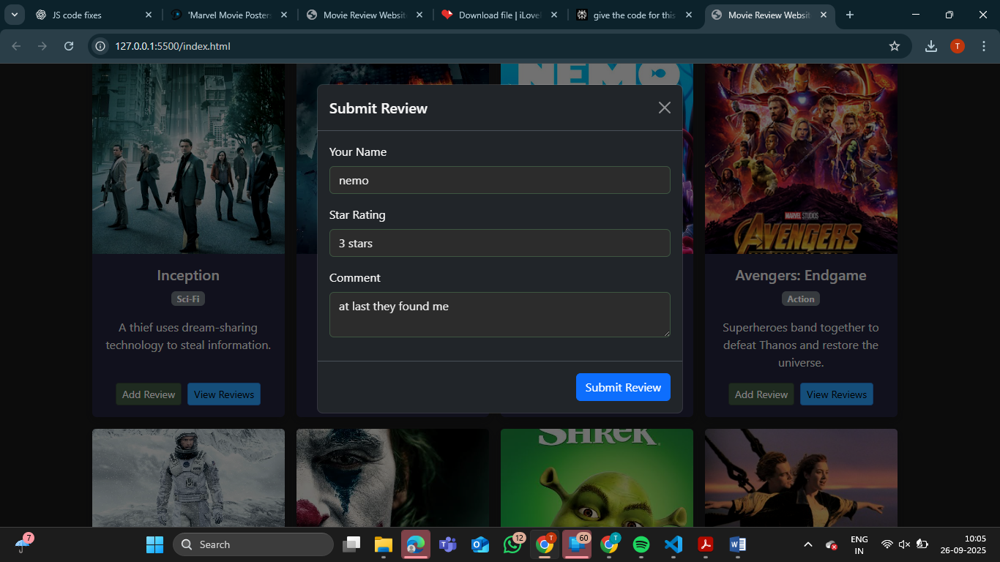 JS code fixes
'Marvel Movie Posters
Movie Review Websit
Download file | iLove
give the code for this
Movie Review Websit
127.0.0.1:5500/index.html
T
NEMO
Submit Review
Your Name
nemo
Star Rating
3 stars
Comment
at last they found me
Submit Review
MARVEL STUDIOS
AVENGERS
Inception
Sci-Fi
A thief uses dream-sharing
technology to steal information.
Add Review
View Reviews
Avengers: Endgame
Action
Superheroes band together to
defeat Thanos and restore the
universe.
Add Review
View Reviews
SHREK
7
Search
12
T
60
T
ENG
IN
10:05
26-09-2025